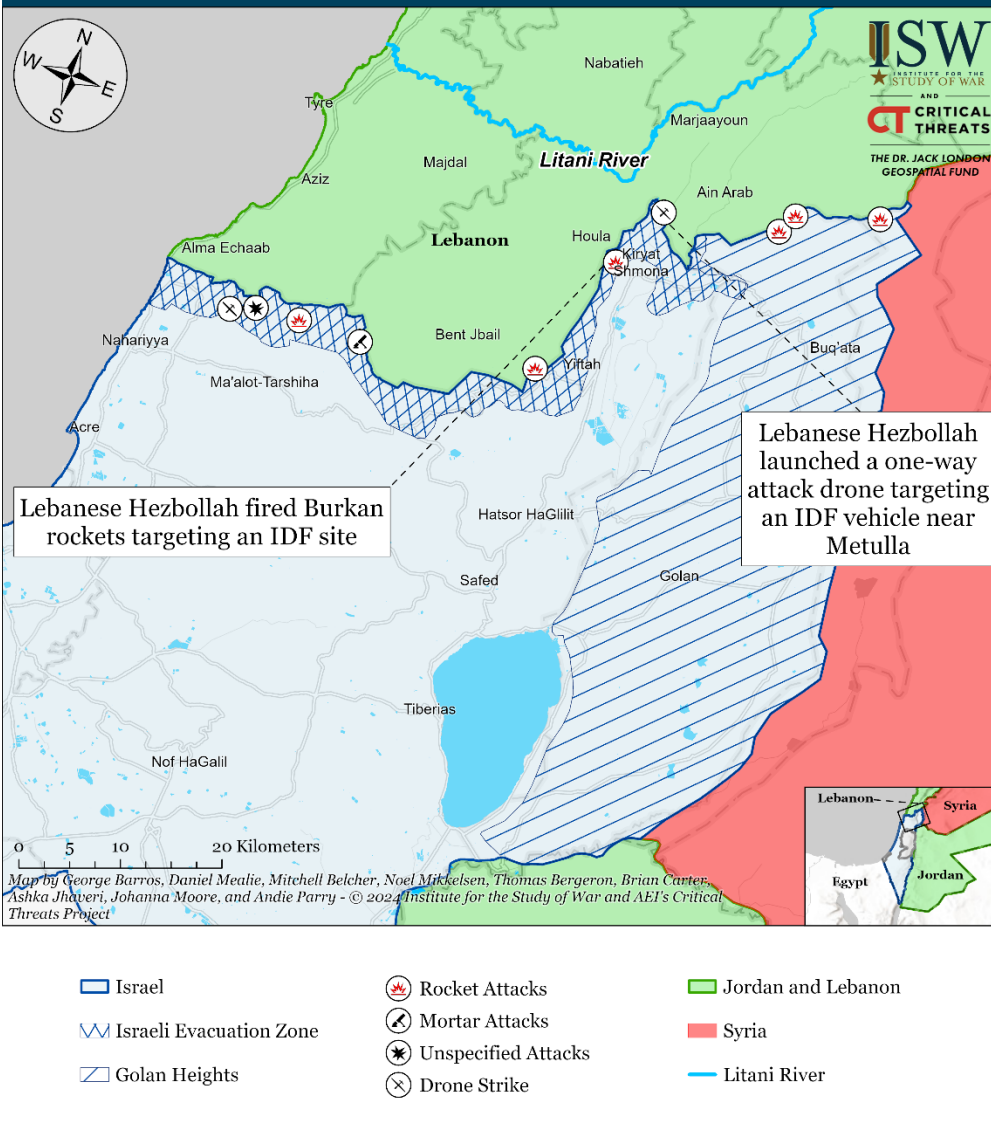 N
W
E
S
ISW
INSTITUTE FOR THE
STUDY OF WAR
AND
CT CRITICAL
THREATS
THE DR. JACK LONDON
GEOSPATIAL FUND
Nabatieh
Tyre
Marjaayoun
Majdal
Litani River
Aziz
Ain Arab
Alma Echaab
Lebanon
Houla
Kiryat
Shmona
Nahariyya
Bent Jbail
Yiftah
Buq'ata
Ma'alot-Tarshiha
Acre
Lebanese Hezbollah
launched a one-way
attack drone targeting
an IDF vehicle near
Metulla
Lebanese Hezbollah fired Burkan
rockets targeting an IDF site
Hatsor HaGlilit
Safed
Golan
Tiberias
Nof HaGalil
Lebanon
Syria
Egypt
Jordan
0 5 10 20 Kilometers
Map by George Barros, Daniel Mealie, Mitchell Belcher, Noel Mikkelsen, Thomas Bergeron, Brian Carter,
Ashka Jhaveri, Johanna Moore, and Andie Parry - © 2024 Institute for the Study of War and AEI's Critical
Threats Project
Israel
Israeli Evacuation Zone
Golan Heights
Rocket Attacks
Mortar Attacks
Unspecified Attacks
Drone Strike
Jordan and Lebanon
Syria
Litani River